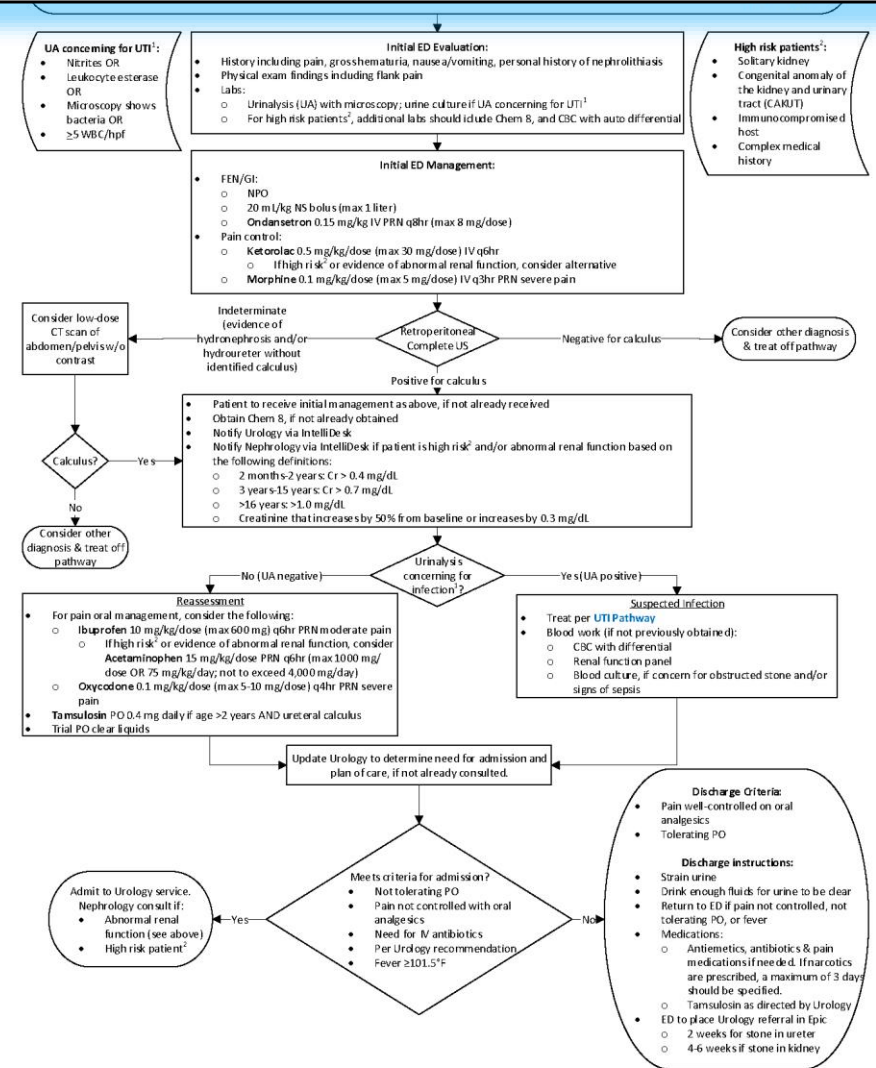 UA concerning for UTI¹:
• Nitrites OR
• Leukocyte esterase
OR
• Microscopy shows
bacteria OR
• ≥5 WBC/hpf
Initial ED Evaluation:
• History including pain, gross hematuria, nausea/vomiting, personal history of nephrolithiasis
• Physical exam findings including flank pain
• Labs:
o Urinalysis (UA) with microscopy; urine culture if UA concerning for UTI¹
o For high risk patients², additional labs should iclude Chem 8, and CBC with auto differential
High risk patients²:
• Solitary kidney
• Congenital anomaly of
the kidney and urinary
tract (CAKUT)
• Immunocompromised
host
• Complex medical
history
Initial ED Management:
• FEN/GI:
o NPO
o 20 mL/kg NS bolus (max 1 liter)
o Ondansetron 0.15 mg/kg IV PRN q8hr (max 8 mg/dose)
• Pain control:
o Ketorolac 0.5 mg/kg/dose (max 30 mg/dose) IV q6hr
o If high risk² or evidence of abnormal renal function, consider alternative
o Morphine 0.1 mg/kg/dose (max 5 mg/dose) IV q3hr PRN severe pain
Consider low-dose
CT scan of
abdomen/pelvis w/o
contrast
Indeterminate
(evidence of
hydronephrosis and/or
hydroureter without
identified calculus)
Retroperitoneal
Complete US
Negative for calculus
Consider other diagnosis
& treat off pathway
Positive for calculus
• Patient to receive initial management as above, if not already received
• Obtain Chem 8, if not already obtained
• Notify Urology via IntelliDesk
• Notify Nephrology via IntelliDesk if patient is high risk² and/or abnormal renal function based on
the following definitions:
o 2 months-2 years: Cr > 0.4 mg/dL
o 3 years-15 years: Cr > 0.7 mg/dL
o >16 years: >1.0 mg/dL
o Creatinine that increases by 50% from baseline or increases by 0.3 mg/dL
Calculus?
Yes
No
Consider other
diagnosis & treat off
pathway
Urinalysis
concerning for
infection¹?
No (UA negative)
Yes (UA positive)
Reassessment
• For pain oral management, consider the following:
o Ibuprofen 10 mg/kg/dose (max 600 mg) q6hr PRN moderate pain
o If high risk² or evidence of abnormal renal function, consider
Acetaminophen 15 mg/kg/dose PRN q6hr (max 1000 mg/
dose OR 75 mg/kg/day; not to exceed 4,000 mg/day)
o Oxycodone 0.1 mg/kg/dose (max 5-10 mg/dose) q4hr PRN severe
pain
• Tamsulosin PO 0.4 mg daily if age >2 years AND ureteral calculus
• Trial PO clear liquids
Suspected Infection
• Treat per UTI Pathway
• Blood work (if not previously obtained):
o CBC with differential
o Renal function panel
o Blood culture, if concern for obstructed stone and/or
signs of sepsis
Update Urology to determine need for admission and
plan of care, if not already consulted.
Meets criteria for admission?
• Not tolerating PO
• Pain not controlled with oral
analgesics
• Need for IV antibiotics
• Per Urology recommendation
• Fever ≥101.5°F
Yes
No
Admit to Urology service.
Nephrology consult if:
• Abnormal renal
function (see above)
• High risk patient²
Discharge Criteria:
• Pain well-controlled on oral
analgesics
• Tolerating PO
Discharge instructions:
• Strain urine
• Drink enough fluids for urine to be clear
• Return to ED if pain not controlled, not
tolerating PO, or fever
• Medications:
o Antiemetics, antibiotics & pain
medications if needed. If narcotics
are prescribed, a maximum of 3 days
should be specified.
o Tamsulosin as directed by Urology
• ED to place Urology referral in Epic
o 2 weeks for stone in ureter
o 4-6 weeks if stone in kidney